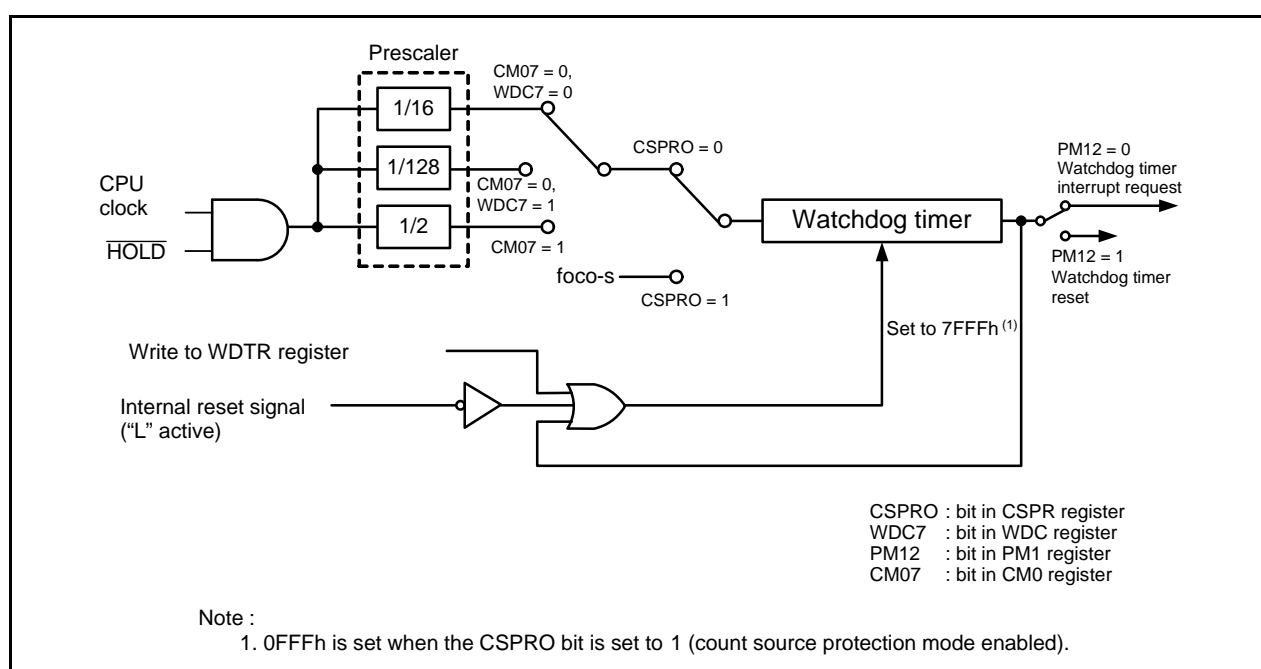 Prescaler
CM07 = 0,
WDC7 = 0
1/16
CSPRO = 0
PM12 = 0
Watchdog timer
interrupt request
1/128
CM07 = 0,
WDC7 = 1
CPU
clock
HOLD
1/2
CM07 = 1
Watchdog timer
PM12 = 1
Watchdog timer
reset
foco-s
CSPRO = 1
Set to 7FFFh (1)
Write to WDTR register
Internal reset signal
(“L” active)
CSPRO : bit in CSPR register
WDC7 : bit in WDC register
PM12 : bit in PM1 register
CM07 : bit in CM0 register
Note :
1. 0FFFh is set when the CSPRO bit is set to 1 (count source protection mode enabled).